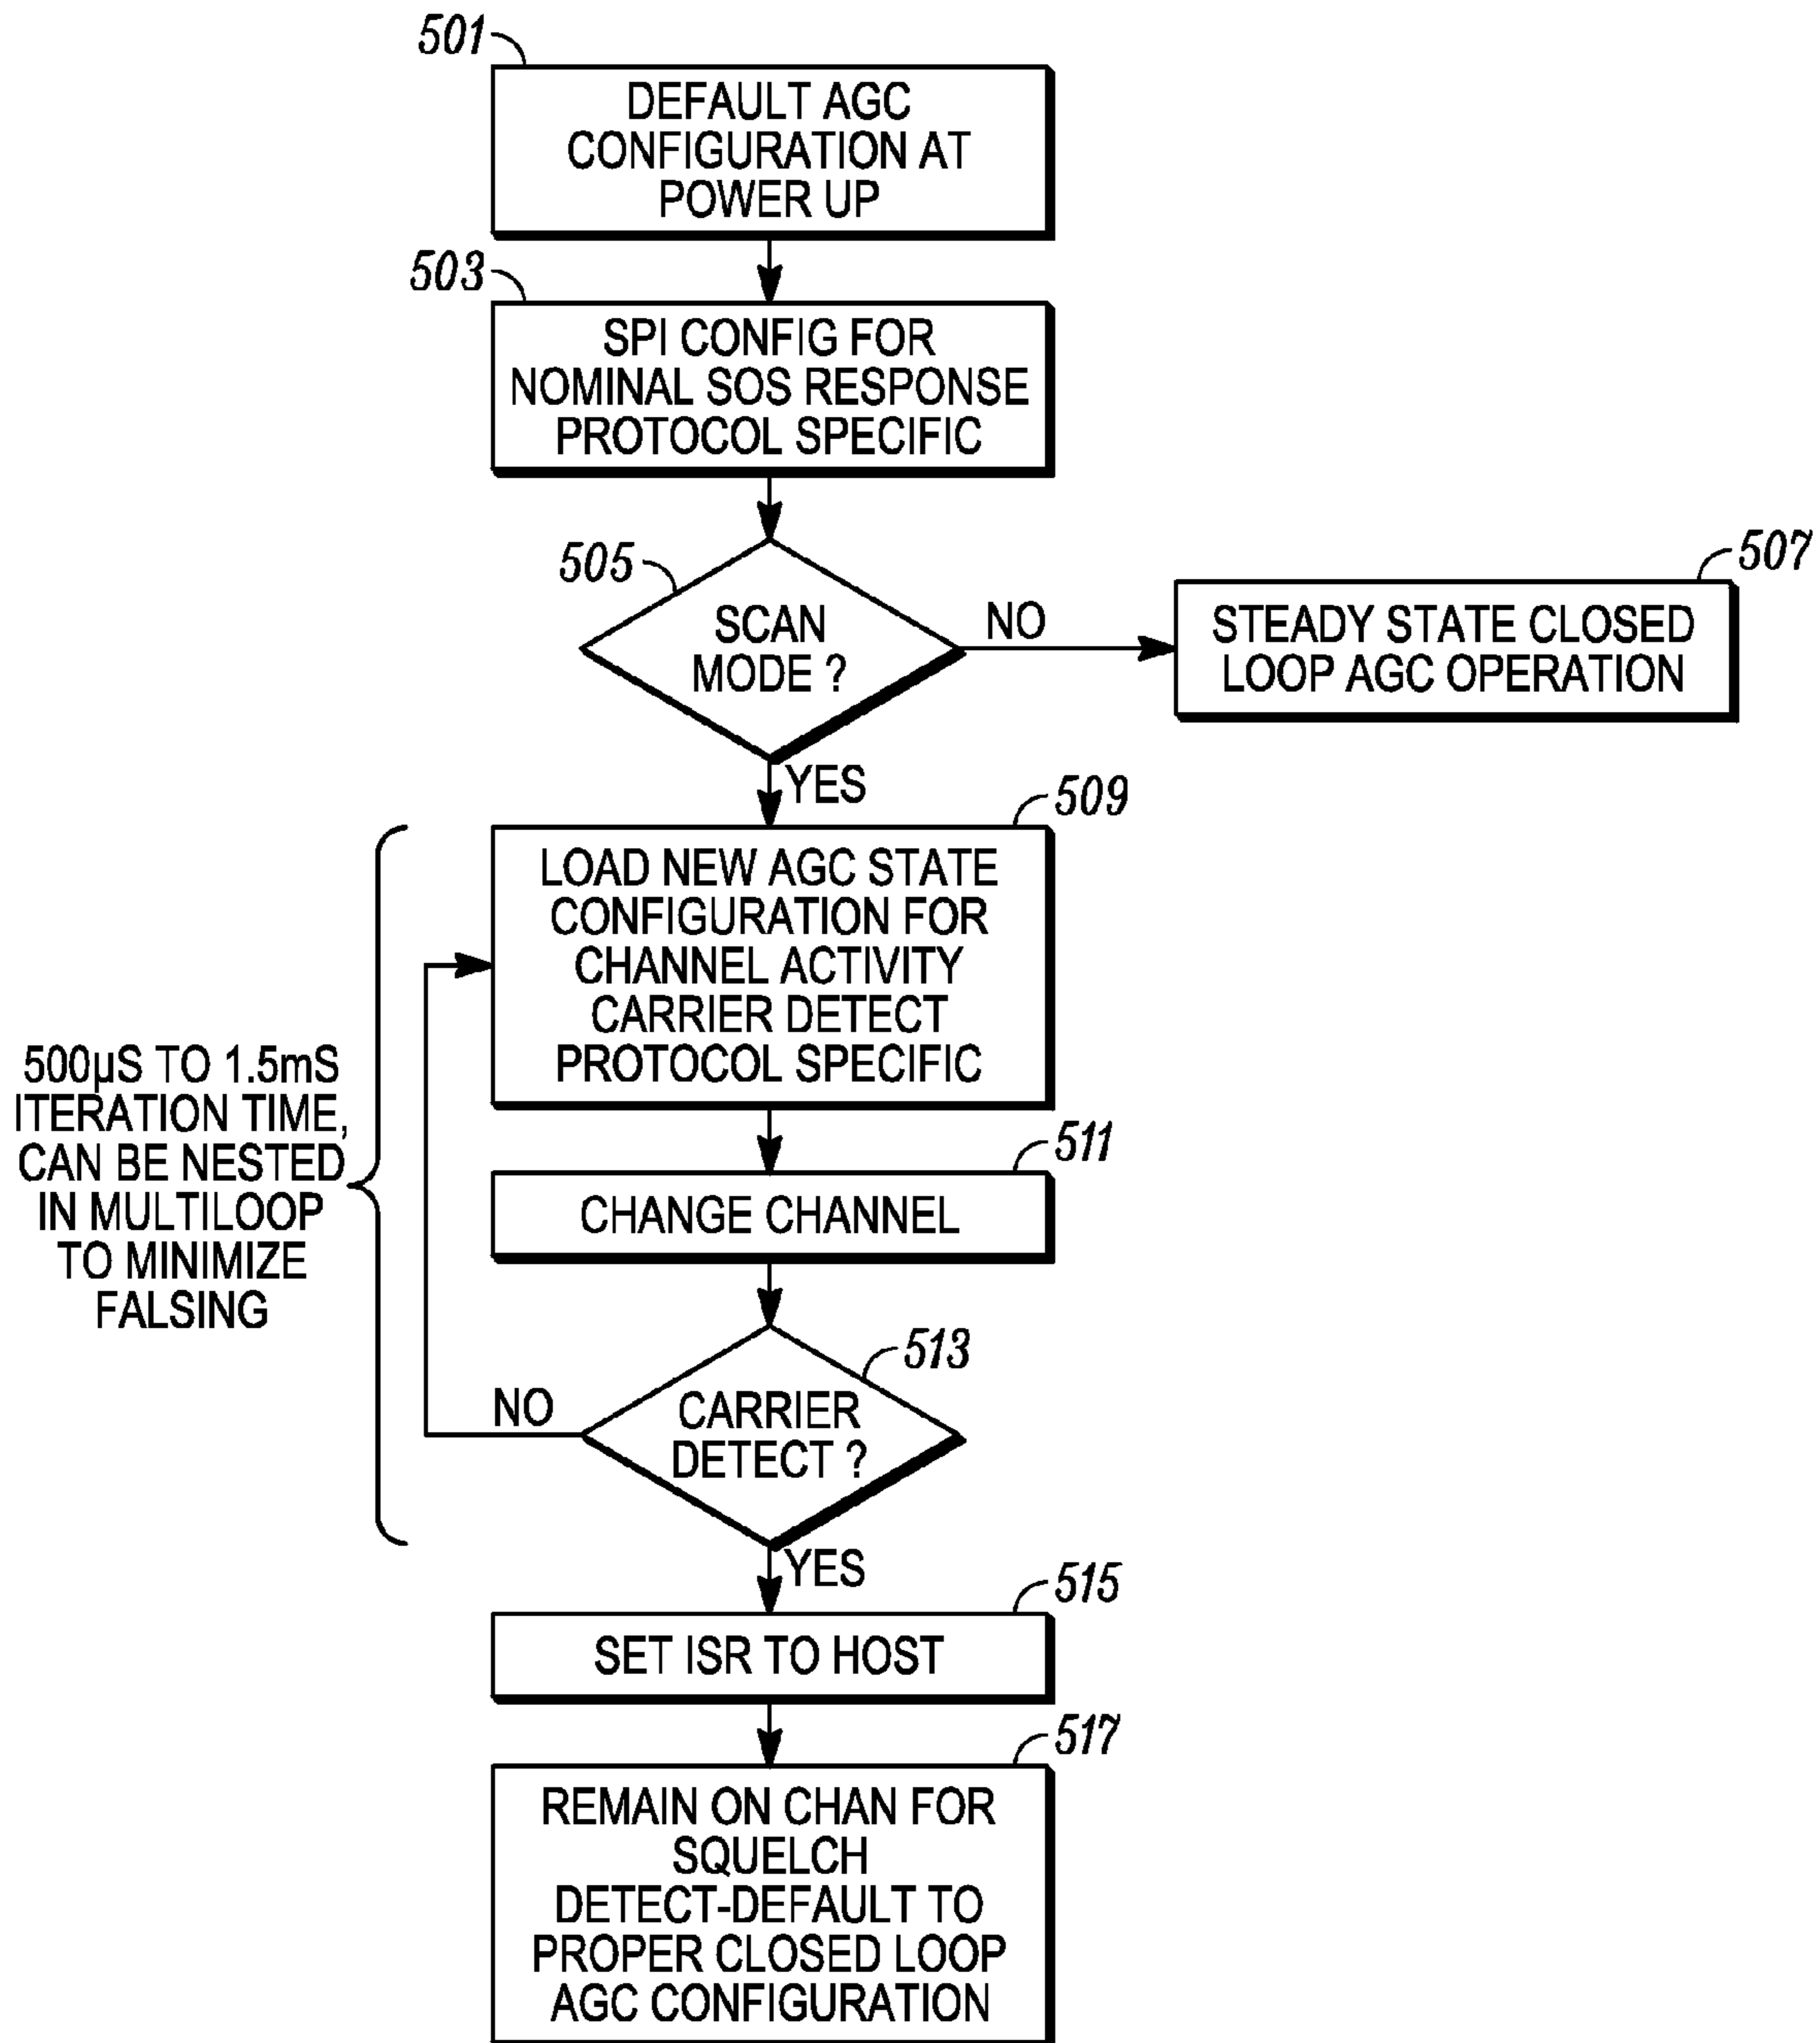 501
DEFAULT AGC
CONFIGURATION AT
POWER UP
503
SPI CONFIG FOR
NOMINAL SOS RESPONSE
PROTOCOL SPECIFIC
505
SCAN
MODE ?
NO
507
STEADY STATE CLOSED
LOOP AGC OPERATION
YES
509
LOAD NEW AGC STATE
CONFIGURATION FOR
CHANNEL ACTIVITY
CARRIER DETECT
PROTOCOL SPECIFIC
500µS TO 1.5mS
ITERATION TIME,
CAN BE NESTED
IN MULTILOOP
TO MINIMIZE
FALSING
511
CHANGE CHANNEL
513
CARRIER
DETECT ?
NO
YES
515
SET ISR TO HOST
517
REMAIN ON CHAN FOR
SQUELCH
DETECT-DEFAULT TO
PROPER CLOSED LOOP
AGC CONFIGURATION